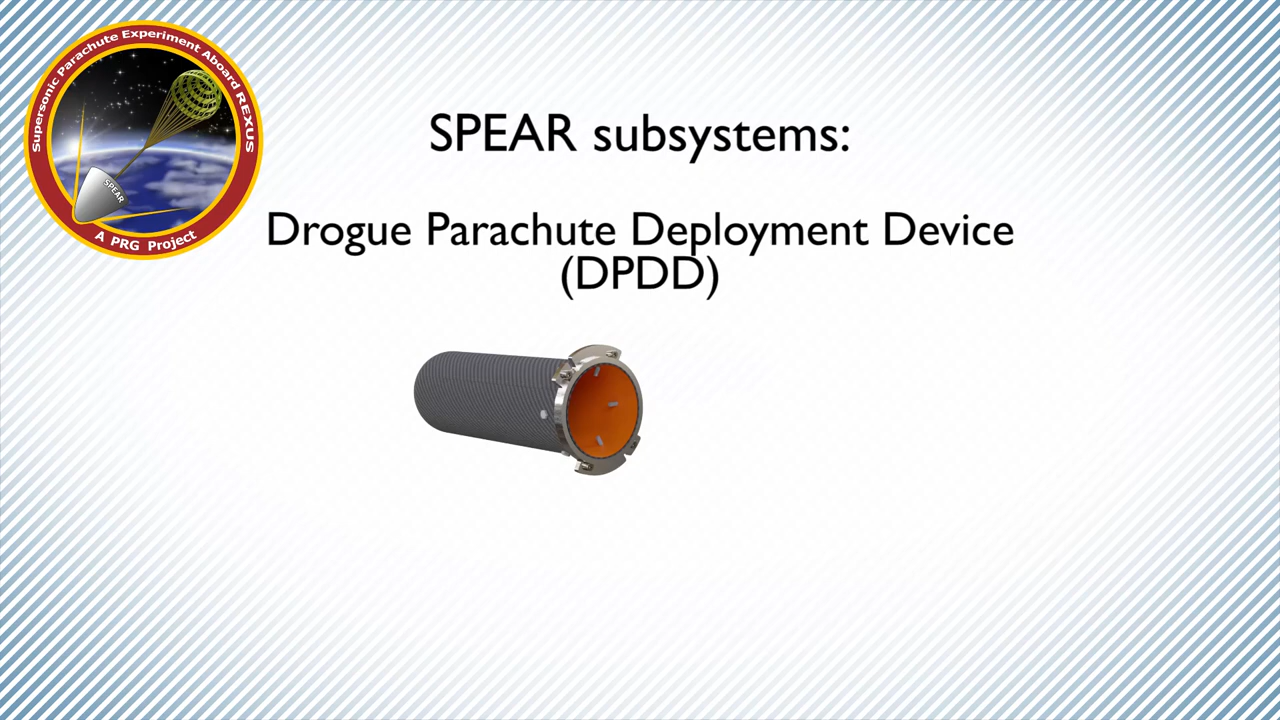 Supersonic Parachute Experiment Aboard REXUS
SPEAR
A PRG Project
SPEAR subsystems:
Drogue Parachute Deployment Device
(DPDD)